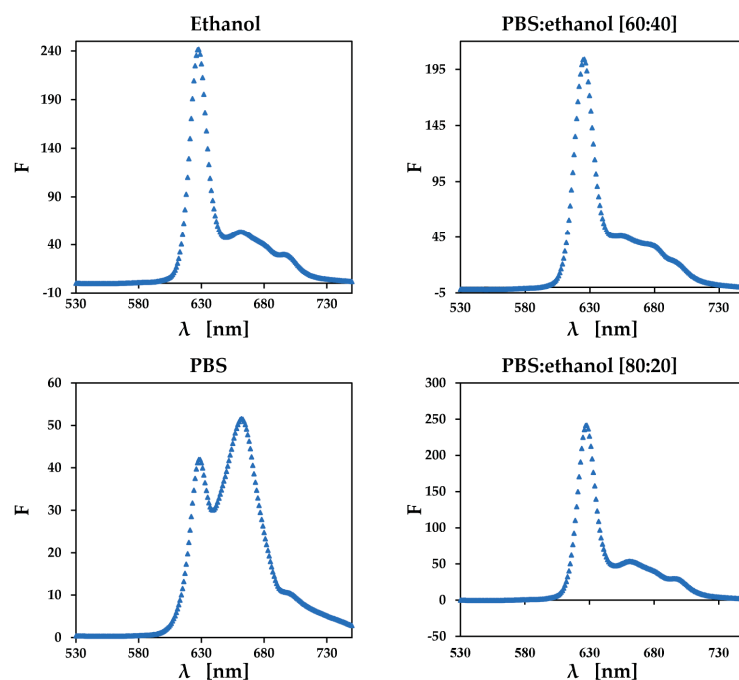 Ethanol
240
190
140
90
40
-10
F
530 580 630 680 730
λ [nm]
PBS:ethanol [60:40]
195
145
95
45
-5
F
530 580 630 680 730
λ [nm]
PBS
60
50
40
30
20
10
0
F
530 580 630 680 730
λ [nm]
PBS:ethanol [80:20]
300
250
200
150
100
50
0
-50
F
530 580 630 680 730
λ [nm]